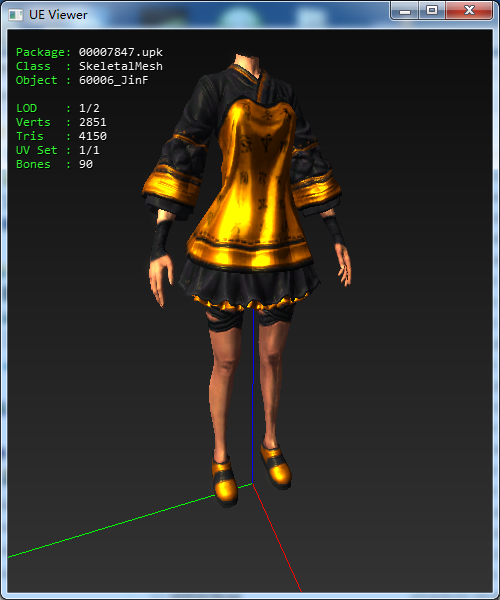 UE Viewer
Package: 00007847.upk
Class : SkeletalMesh
Object : 60006_JinF
LOD : 1/2
Verts : 2851
Tris : 4150
UV Set : 1/1
Bones : 90